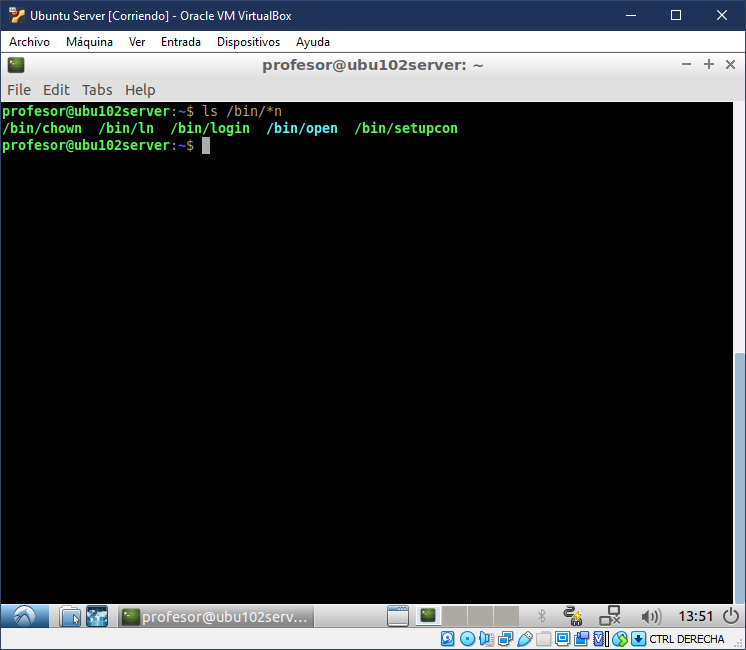 Ubuntu Server [Corriendo] - Oracle VM VirtualBox
Archivo Máquina Ver Entrada Dispositivos Ayuda
profesor@ubu102server: ~
File Edit Tabs Help
profesor@ubu102server:~$ ls /bin/*n
/bin/chown /bin/ln /bin/login /bin/open /bin/setupcon
profesor@ubu102server:~$
profesor@ubu102serv... 13:51
CTRL DERECHA